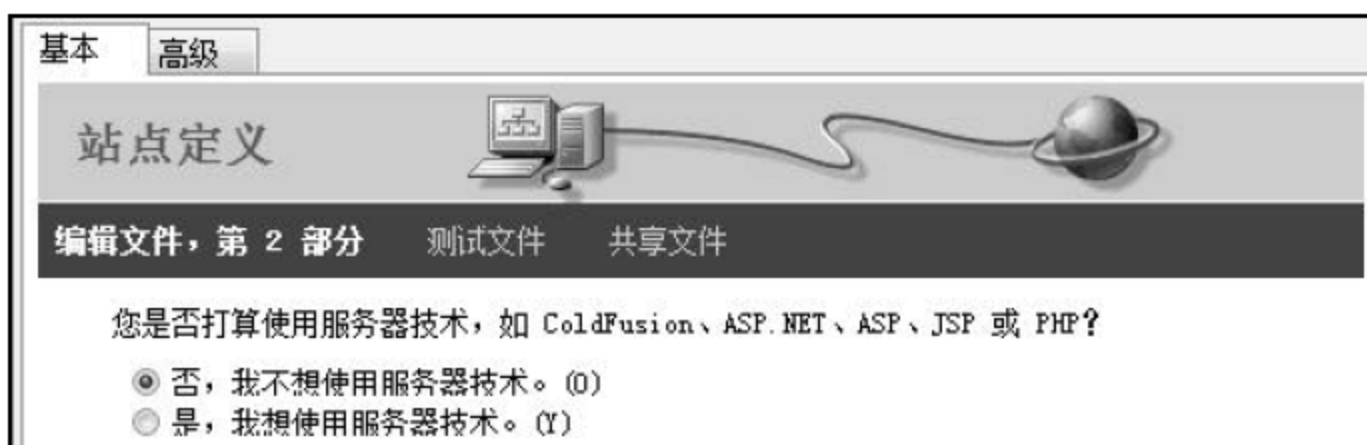 基本 高级
站点定义
编辑文件，第 2 部分 测试文件 共享文件
您是否打算使用服务器技术，如 ColdFusion、ASP.NET、ASP、JSP 或 PHP?
否，我不想使用服务器技术。(O)
是，我想使用服务器技术。(Y)